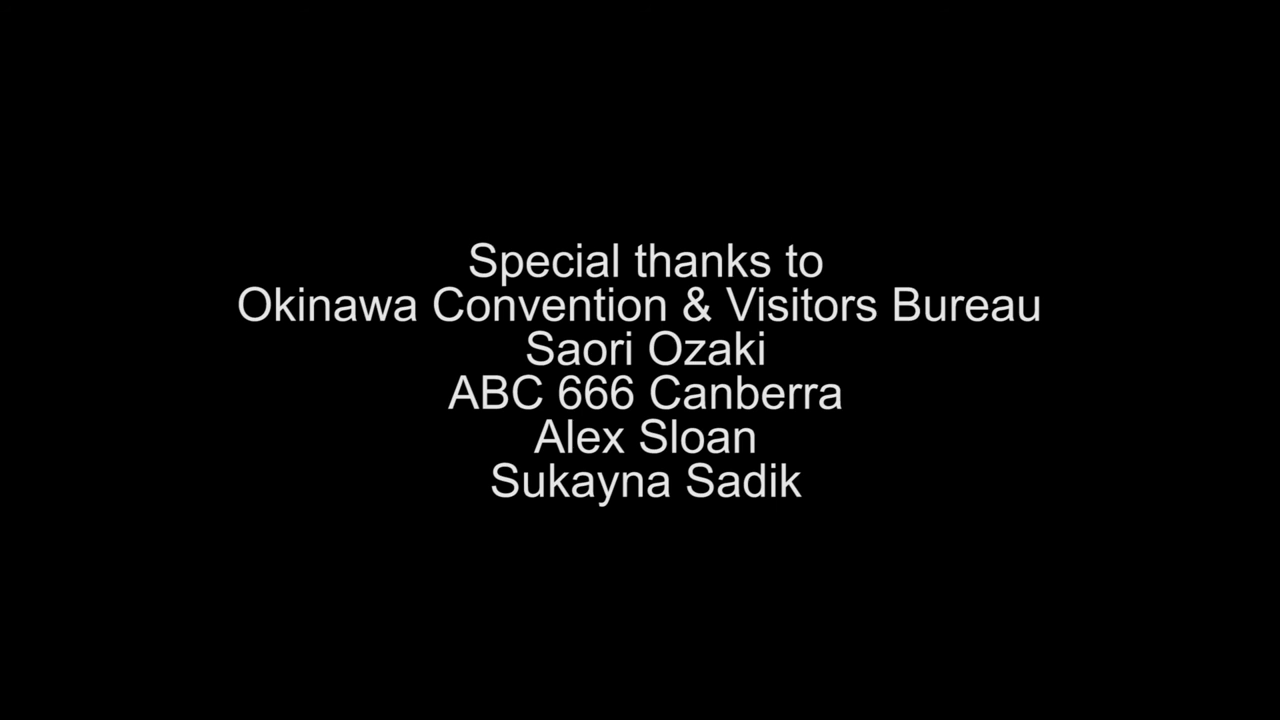 Special thanks to
Okinawa Convention & Visitors Bureau
Saori Ozaki
ABC 666 Canberra
Alex Sloan
Sukayna Sadik